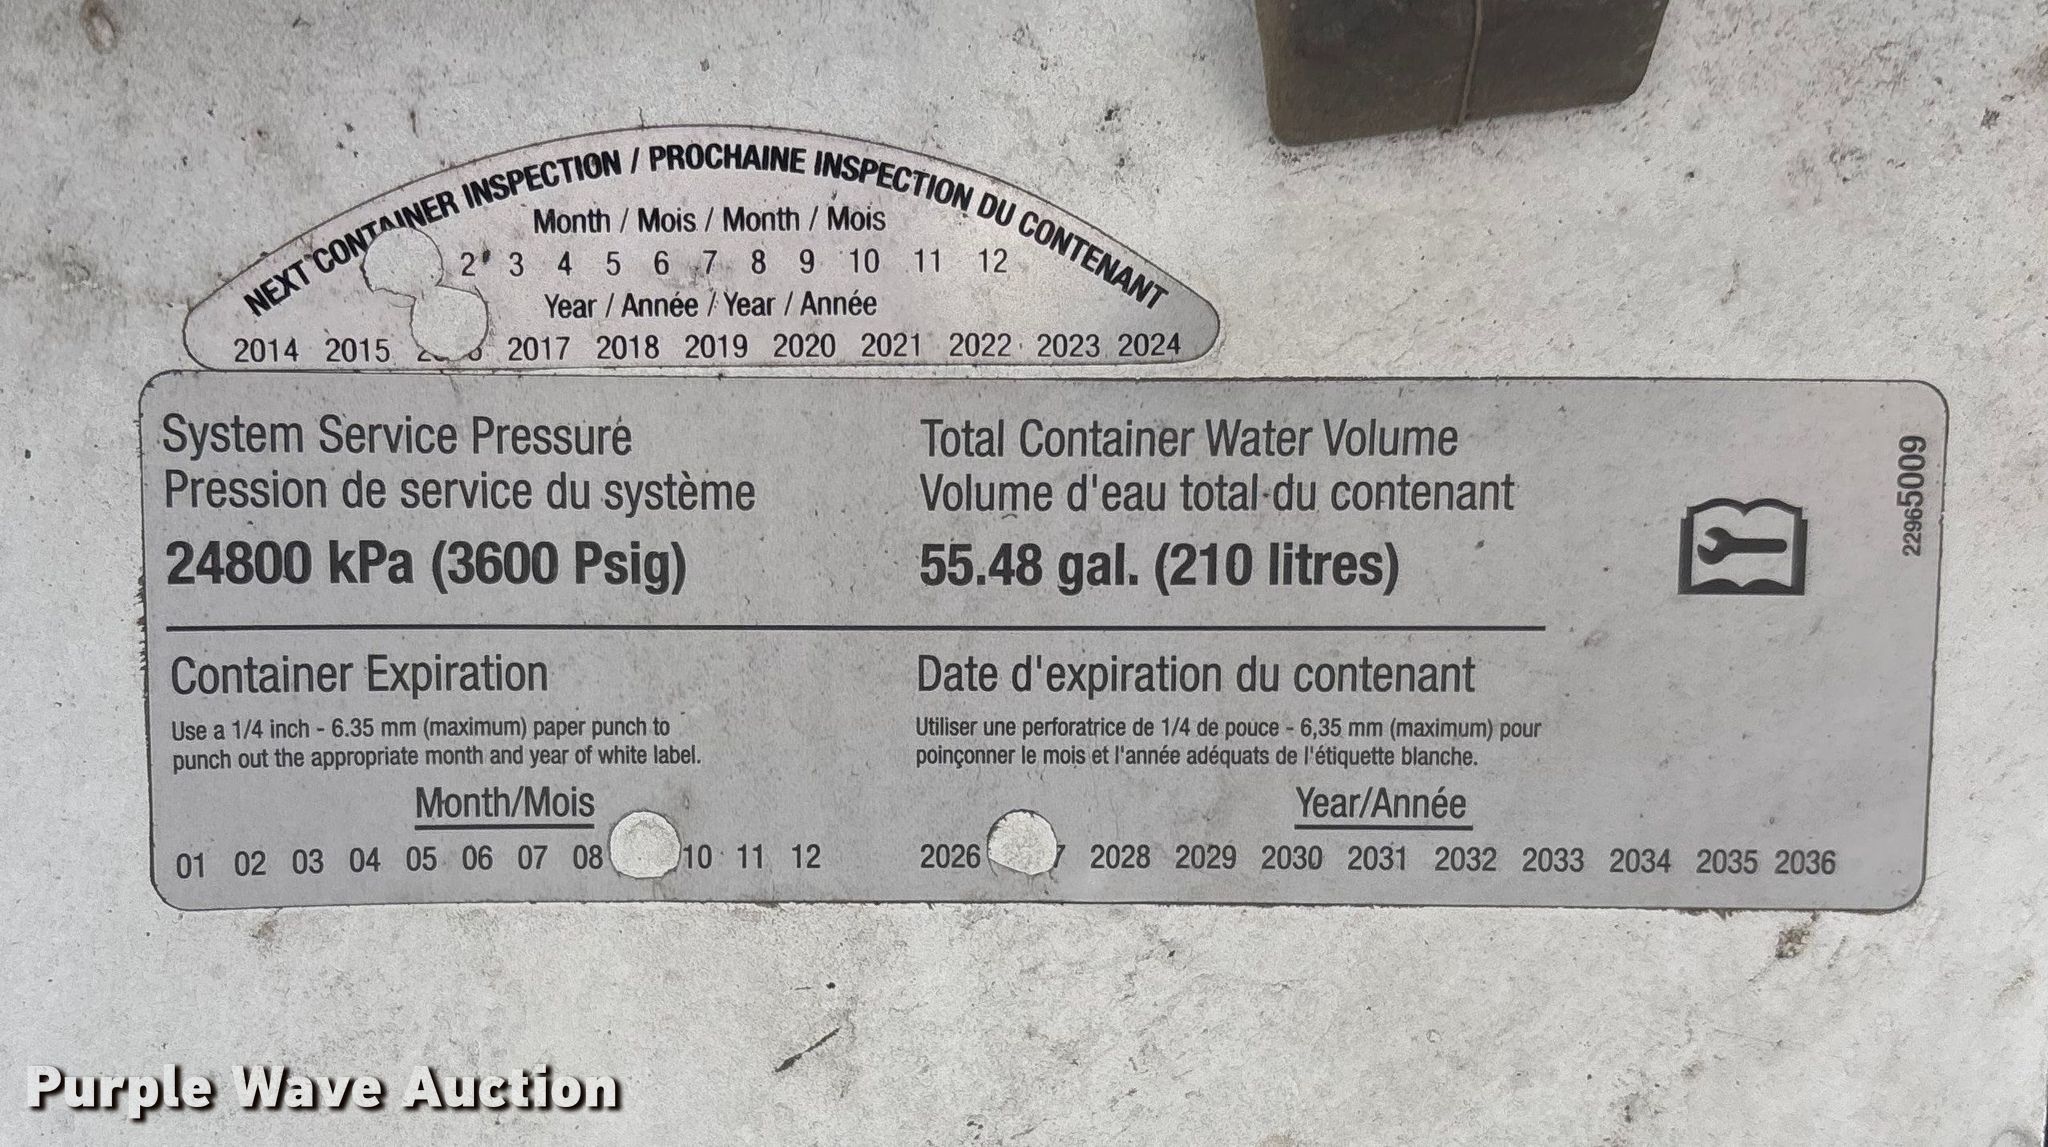 NEXT CONTAINER INSPECTION / PROCHAINE INSPECTION DU CONTENANT
Month / Mois / Month / Mois
2 3 4 5 6 7 8 9 10 11 12
Year / Année / Year / Année
2014 2015 2017 2018 2019 2020 2021 2022 2023 2024
System Service Pressure
Pression de service du système
24800 kPa (3600 Psig)
Total Container Water Volume
Volume d'eau total du contenant
55.48 gal. (210 litres)
22965009
Container Expiration
Use a 1/4 inch - 6.35 mm (maximum) paper punch to
punch out the appropriate month and year of white label.
Month/Mois
01 02 03 04 05 06 07 08 10 11 12
Date d'expiration du contenant
Utiliser une perforatrice de 1/4 de pouce - 6,35 mm (maximum) pour
poinçonner le mois et l'année adéquats de l'étiquette blanche.
Year/Année
2026 2028 2029 2030 2031 2032 2033 2034 2035 2036
Purple Wave Auction